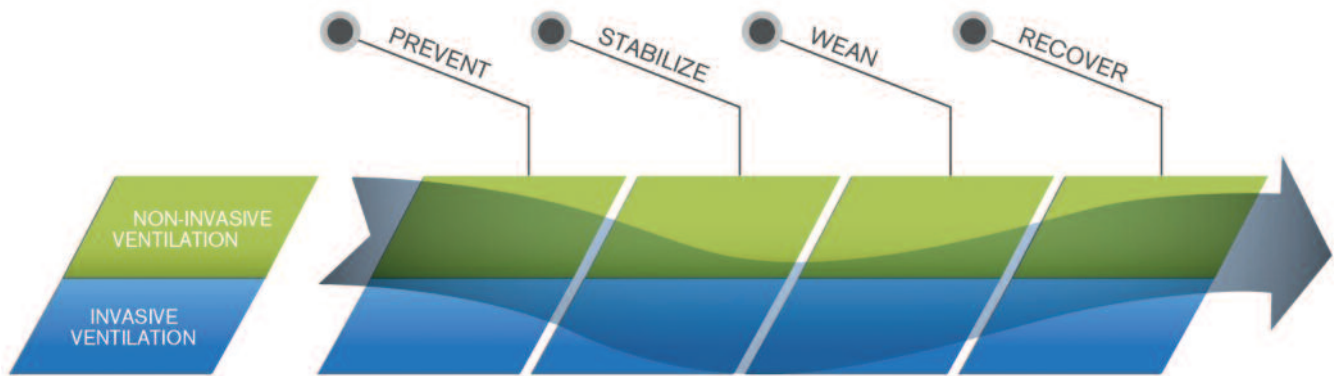 PREVENT
STABILIZE
WEAN
RECOVER
NON-INVASIVE
VENTILATION
INVASIVE
VENTILATION